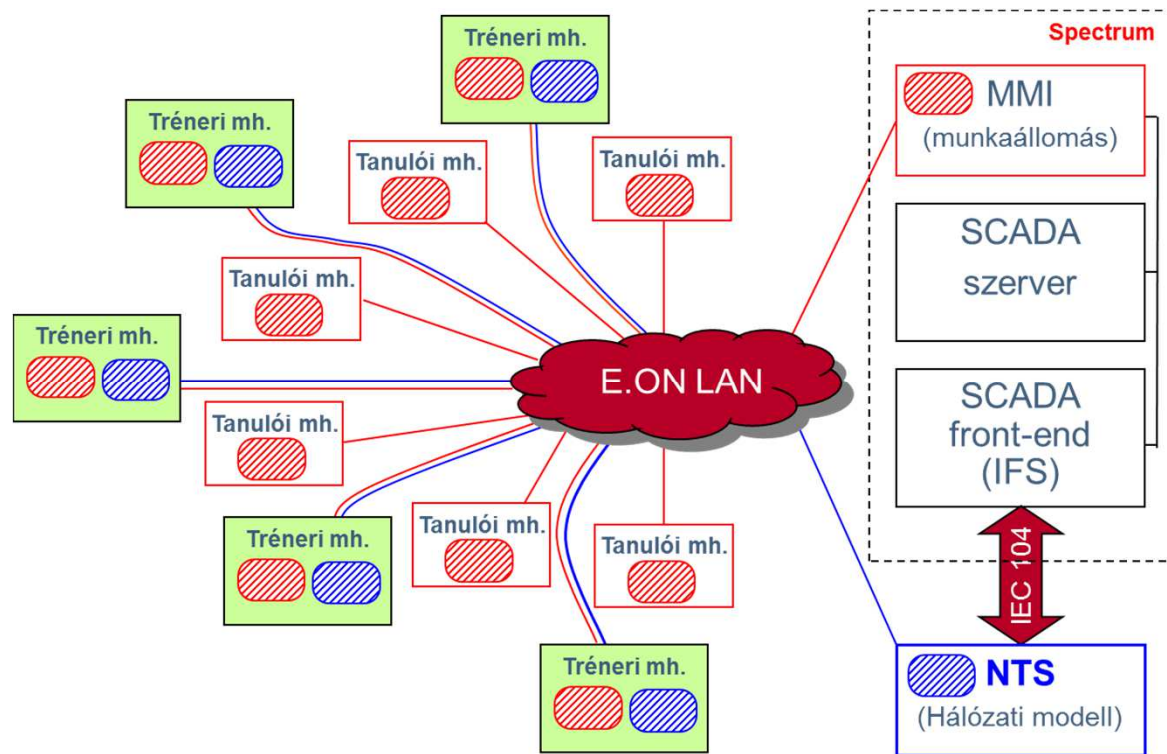 Spectrum
Tréneri mh.
Tréneri mh.
Tanulói mh.
Tanulói mh.
MMI
(munkaállomás)
SCADA
szerver
Tanulói mh.
Tréneri mh.
E.ON LAN
SCADA
front-end
(IFS)
Tanulói mh.
Tréneri mh.
Tanulói mh.
Tanulói mh.
IEC 104
Tréneri mh.
NTS
(Hálózati modell)